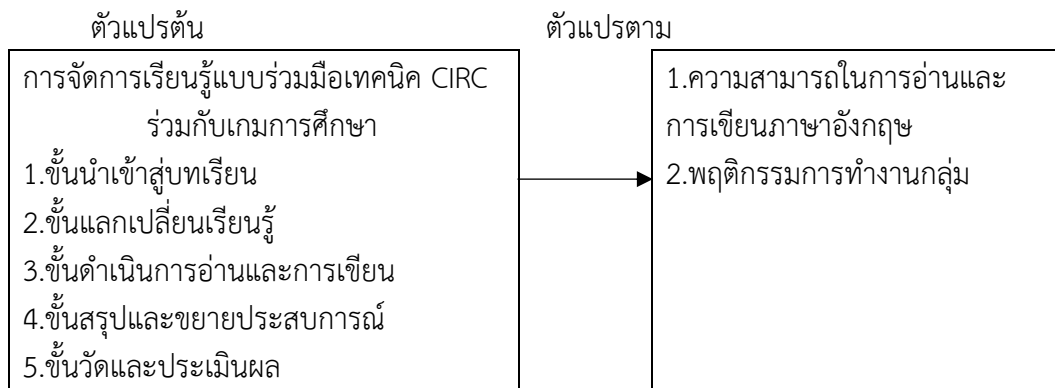 ตัวแปรต้น
ตัวแปรตาม
การจัดการเรียนรู้แบบร่วมมือเทคนิค CIRC
ร่วมกับเกมการศึกษา
1.ขั้นนำเข้าสู่บทเรียน
2.ขั้นแลกเปลี่ยนเรียนรู้
3.ขั้นดำเนินการอ่านและการเขียน
4.ขั้นสรุปและขยายประสบการณ์
5.ขั้นวัดและประเมินผล
1.ความสามารถในการอ่านและ
การเขียนภาษาอังกฤษ
2.พฤติกรรมการทำงานกลุ่ม